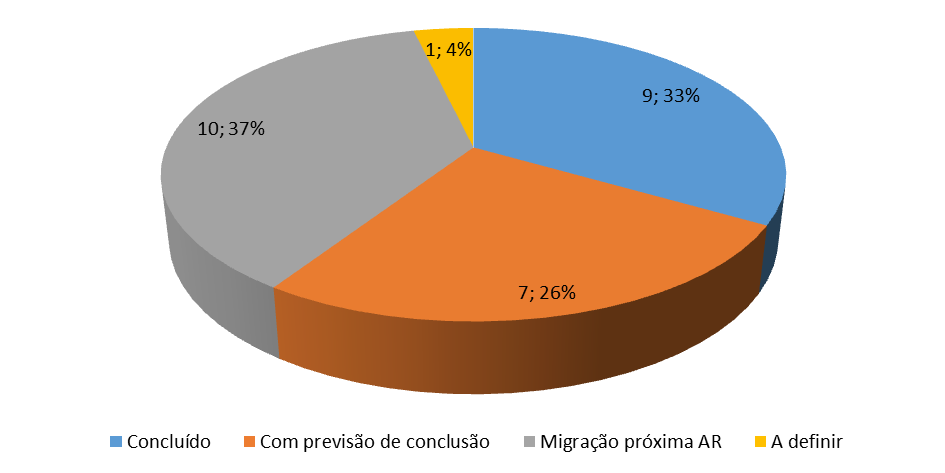 1; 4%
9; 33%
10; 37%
7; 26%
Concluído Com previsão de conclusão Migração próxima AR A definir